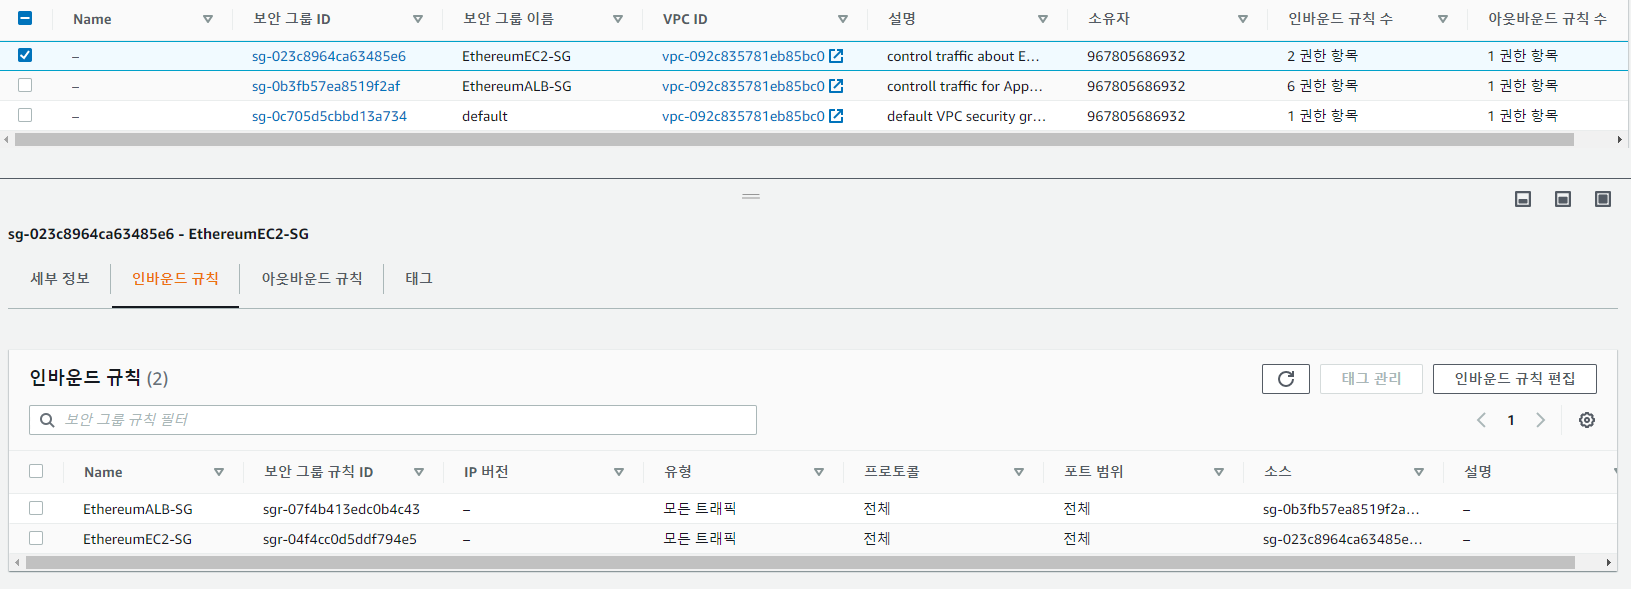 Name 보안 그룹 ID 보안 그룹 이름 VPC ID 설명 소유자 인바운드 규칙 수 아웃바운드 규칙 수
– sg-023c8964ca63485e6 EthereumEC2-SG vpc-092c835781eb85bc0 control traffic about E... 967805686932 2 권한 항목 1 권한 항목
– sg-0b3fb57ea8519f2af EthereumALB-SG vpc-092c835781eb85bc0 controll traffic for App... 967805686932 6 권한 항목 1 권한 항목
– sg-0c705d5cbbd13a734 default vpc-092c835781eb85bc0 default VPC security gr... 967805686932 1 권한 항목 1 권한 항목
sg-023c8964ca63485e6 - EthereumEC2-SG
세부 정보 인바운드 규칙 아웃바운드 규칙 태그
인바운드 규칙 (2) 태그 관리 인바운드 규칙 편집
보안 그룹 규칙 필터 1
Name 보안 그룹 규칙 ID IP 버전 유형 프로토콜 포트 범위 소스 설명
EthereumALB-SG sgr-07f4b413edc0b4c43 – 모든 트래픽 전체 전체 sg-0b3fb57ea8519f2a... –
EthereumEC2-SG sgr-04f4cc0d5ddf794e5 – 모든 트래픽 전체 전체 sg-023c8964ca63485e... –